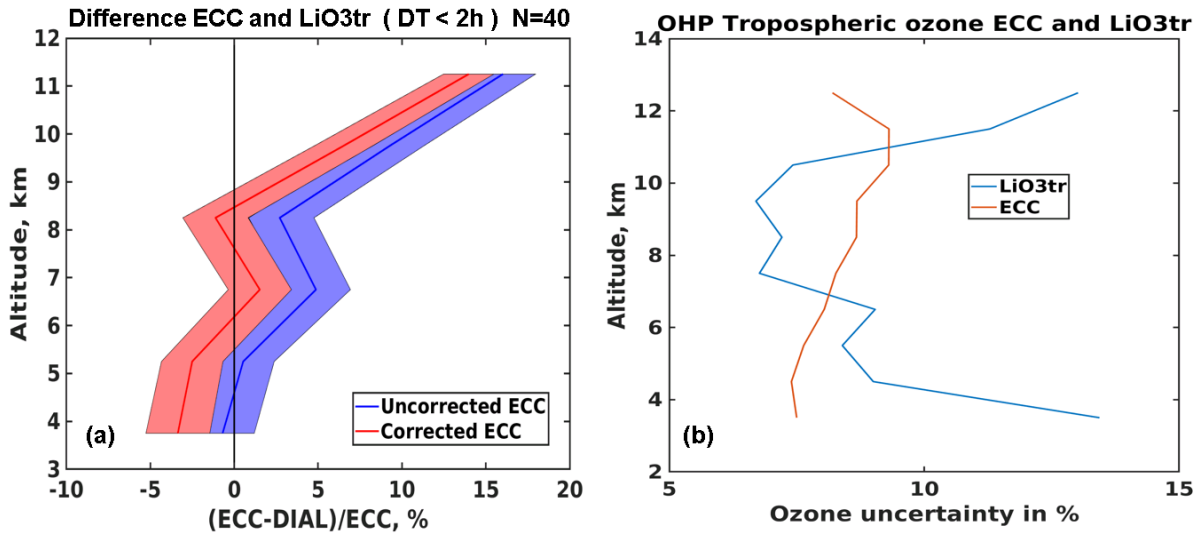 Difference ECC and LiO3tr ( DT < 2h ) N=40
12
11
10
9
8
7
6
5
4
3
Altitude, km
(a)
Uncorrected ECC
Corrected ECC
-10 -5 0 5 10 15 20
(ECC-DIAL)/ECC, %
OHP Tropospheric ozone ECC and LiO3tr
14
12
10
8
6
4
2
Altitude, km
LiO3tr
ECC
(b)
5 10 15
Ozone uncertainty in %